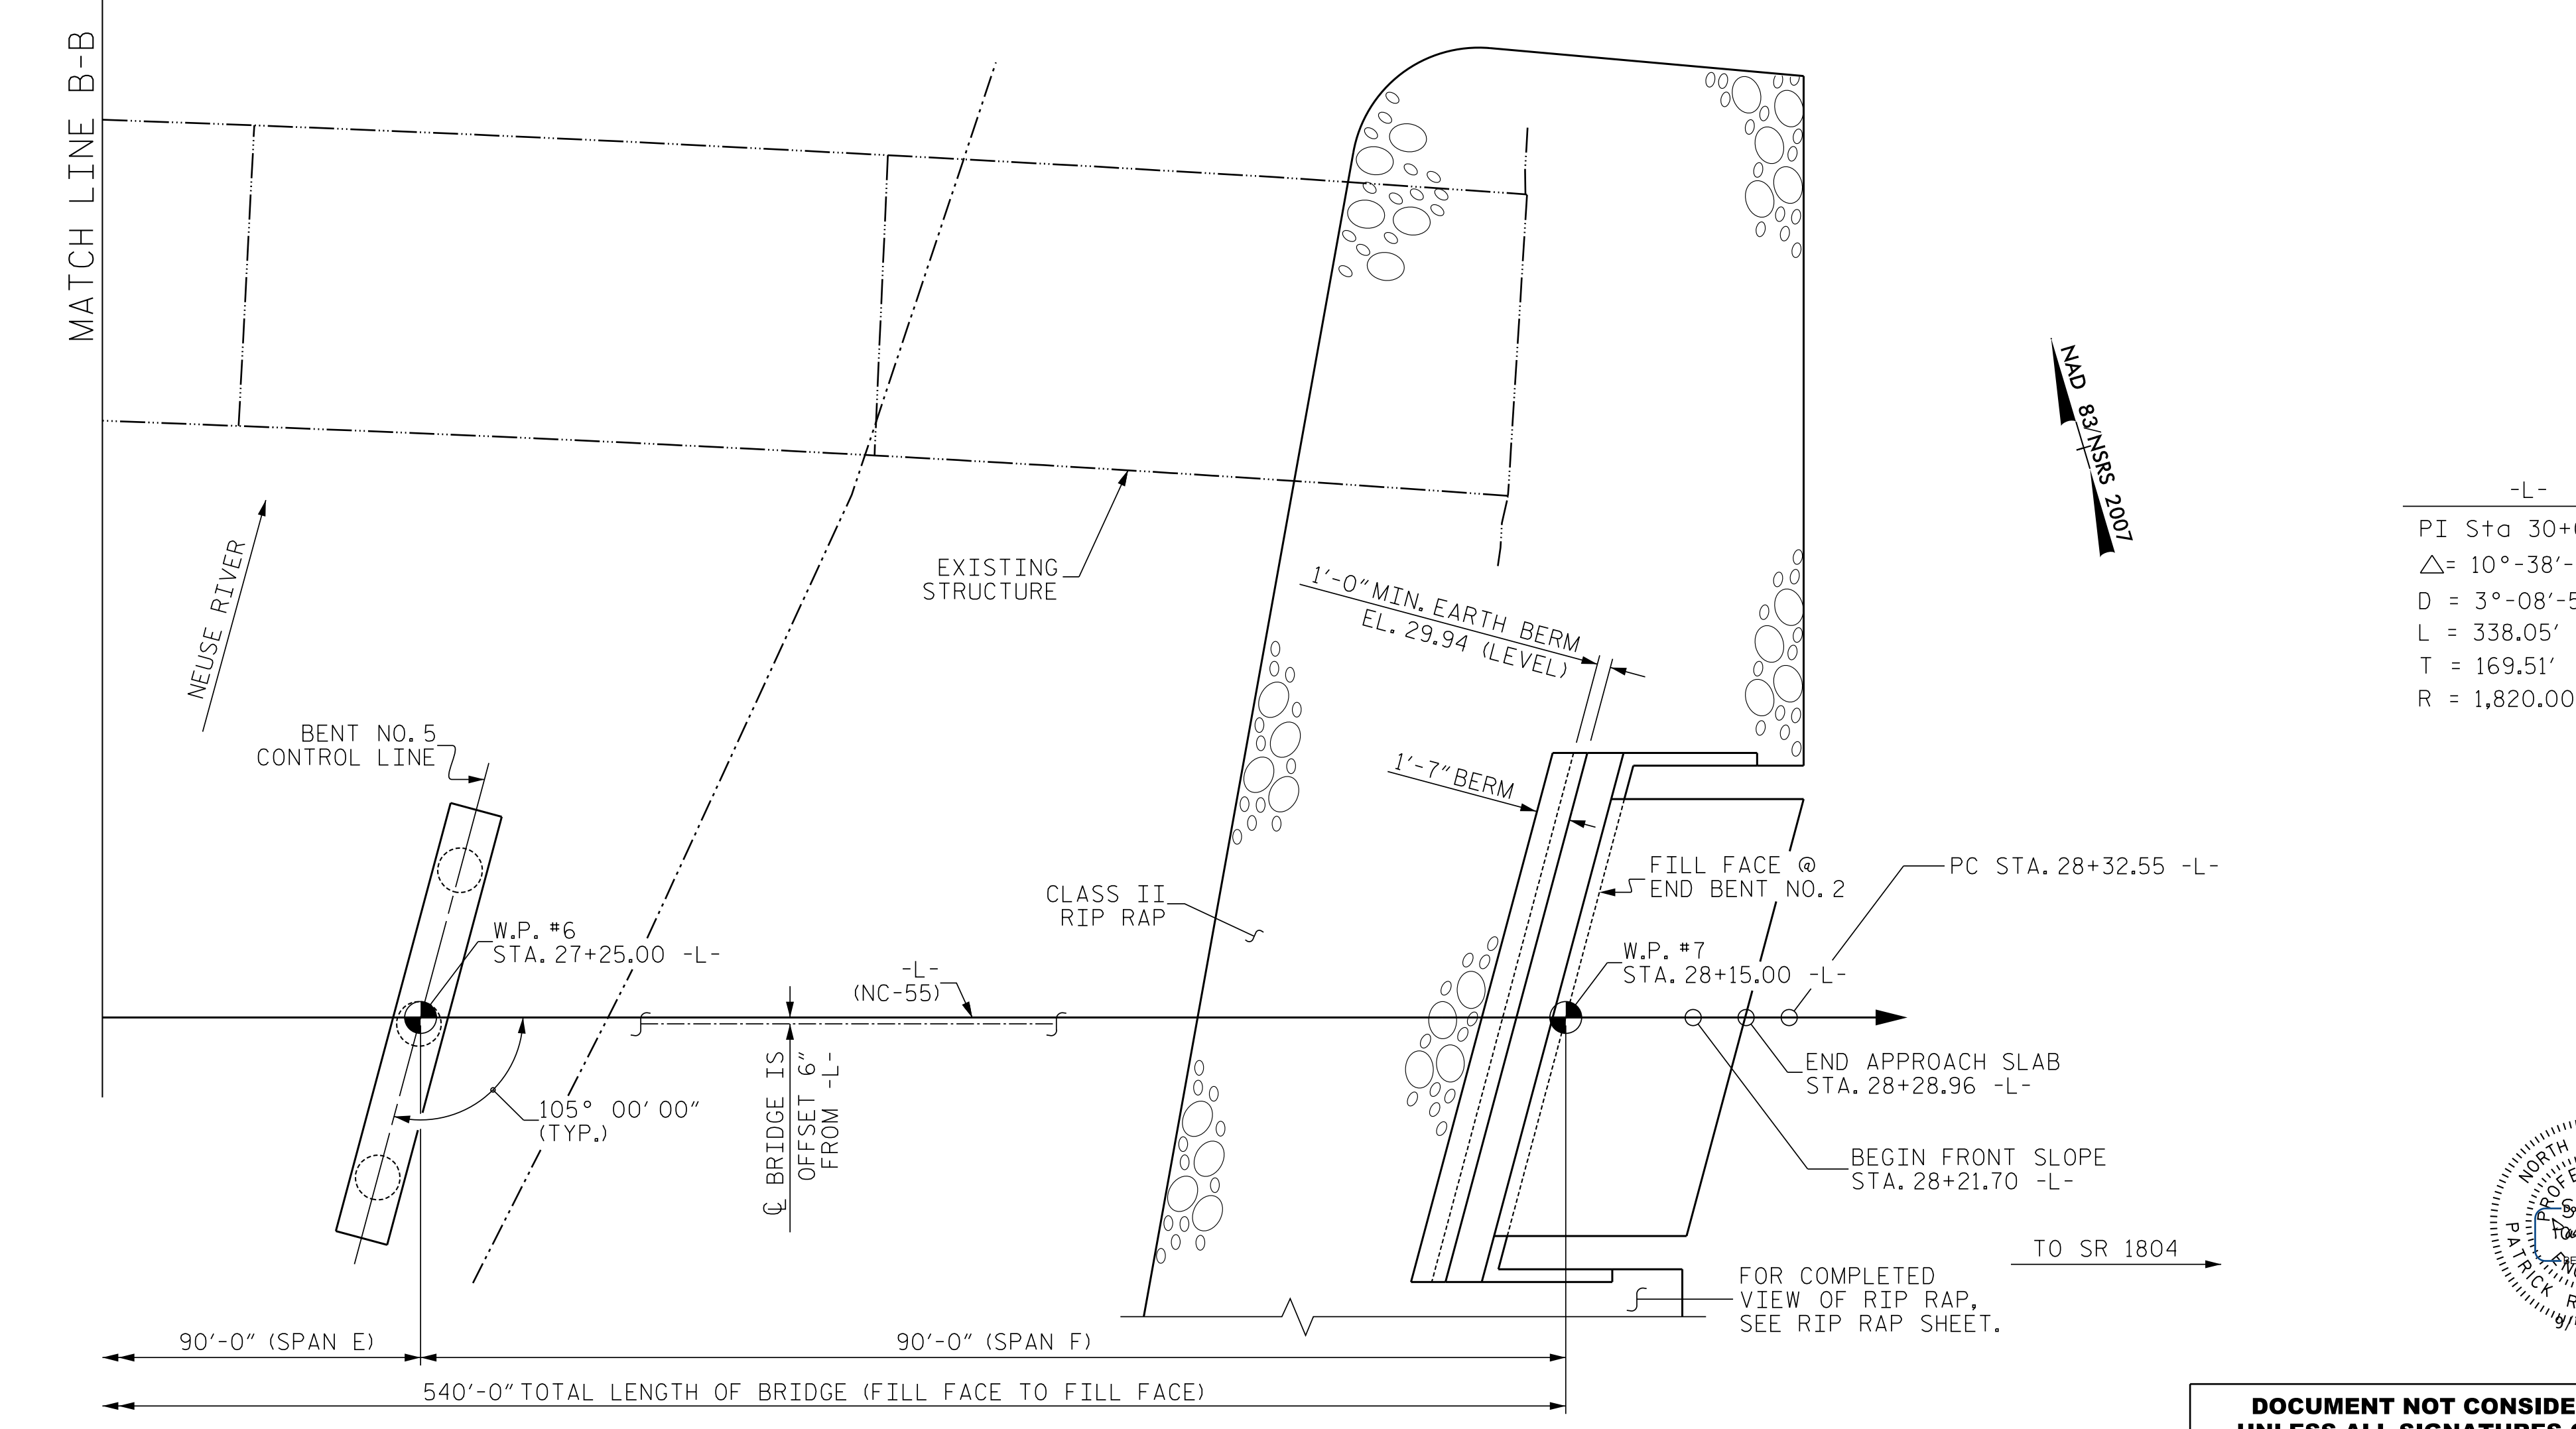 MATCH LINE B-B
NEUSE RIVER
EXISTING
STRUCTURE
BENT NO. 5
CONTROL LINE
W.P. #6
STA. 27+25.00 -L-
105° 00' 00"
(TYP.)
-L-
(NC-55)
℄ BRIDGE IS
OFFSET 6"
FROM -L-
CLASS II
RIP RAP
1'-0" MIN. EARTH BERM
EL. 29.94 (LEVEL)
1'-7" BERM
FILL FACE @
END BENT NO. 2
W.P. #7
STA. 28+15.00 -L-
PC STA. 28+32.55 -L-
END APPROACH SLAB
STA. 28+28.96 -L-
BEGIN FRONT SLOPE
STA. 28+21.70 -L-
TO SR 1804
FOR COMPLETED
VIEW OF RIP RAP,
SEE RIP RAP SHEET.
90'-0" (SPAN E)
90'-0" (SPAN F)
540'-0" TOTAL LENGTH OF BRIDGE (FILL FACE TO FILL FACE)
NAD 83/NSRS 2007
-L-
PI Sta 30+
△= 10°-38'-
D = 3°-08'-5
L = 338.05'
T = 169.51'
R = 1,820.00
NORTH
PATRICK
DOCUMENT NOT CONSIDE
UNLESS ALL SIGNATURES